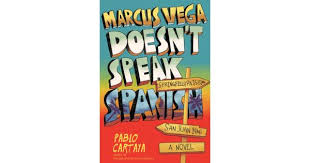 MARCUS VEGA
DOESN'T
SPEAK
SPANISH
SAN JUAN
A NOVEL
PABLO
CARTAYA